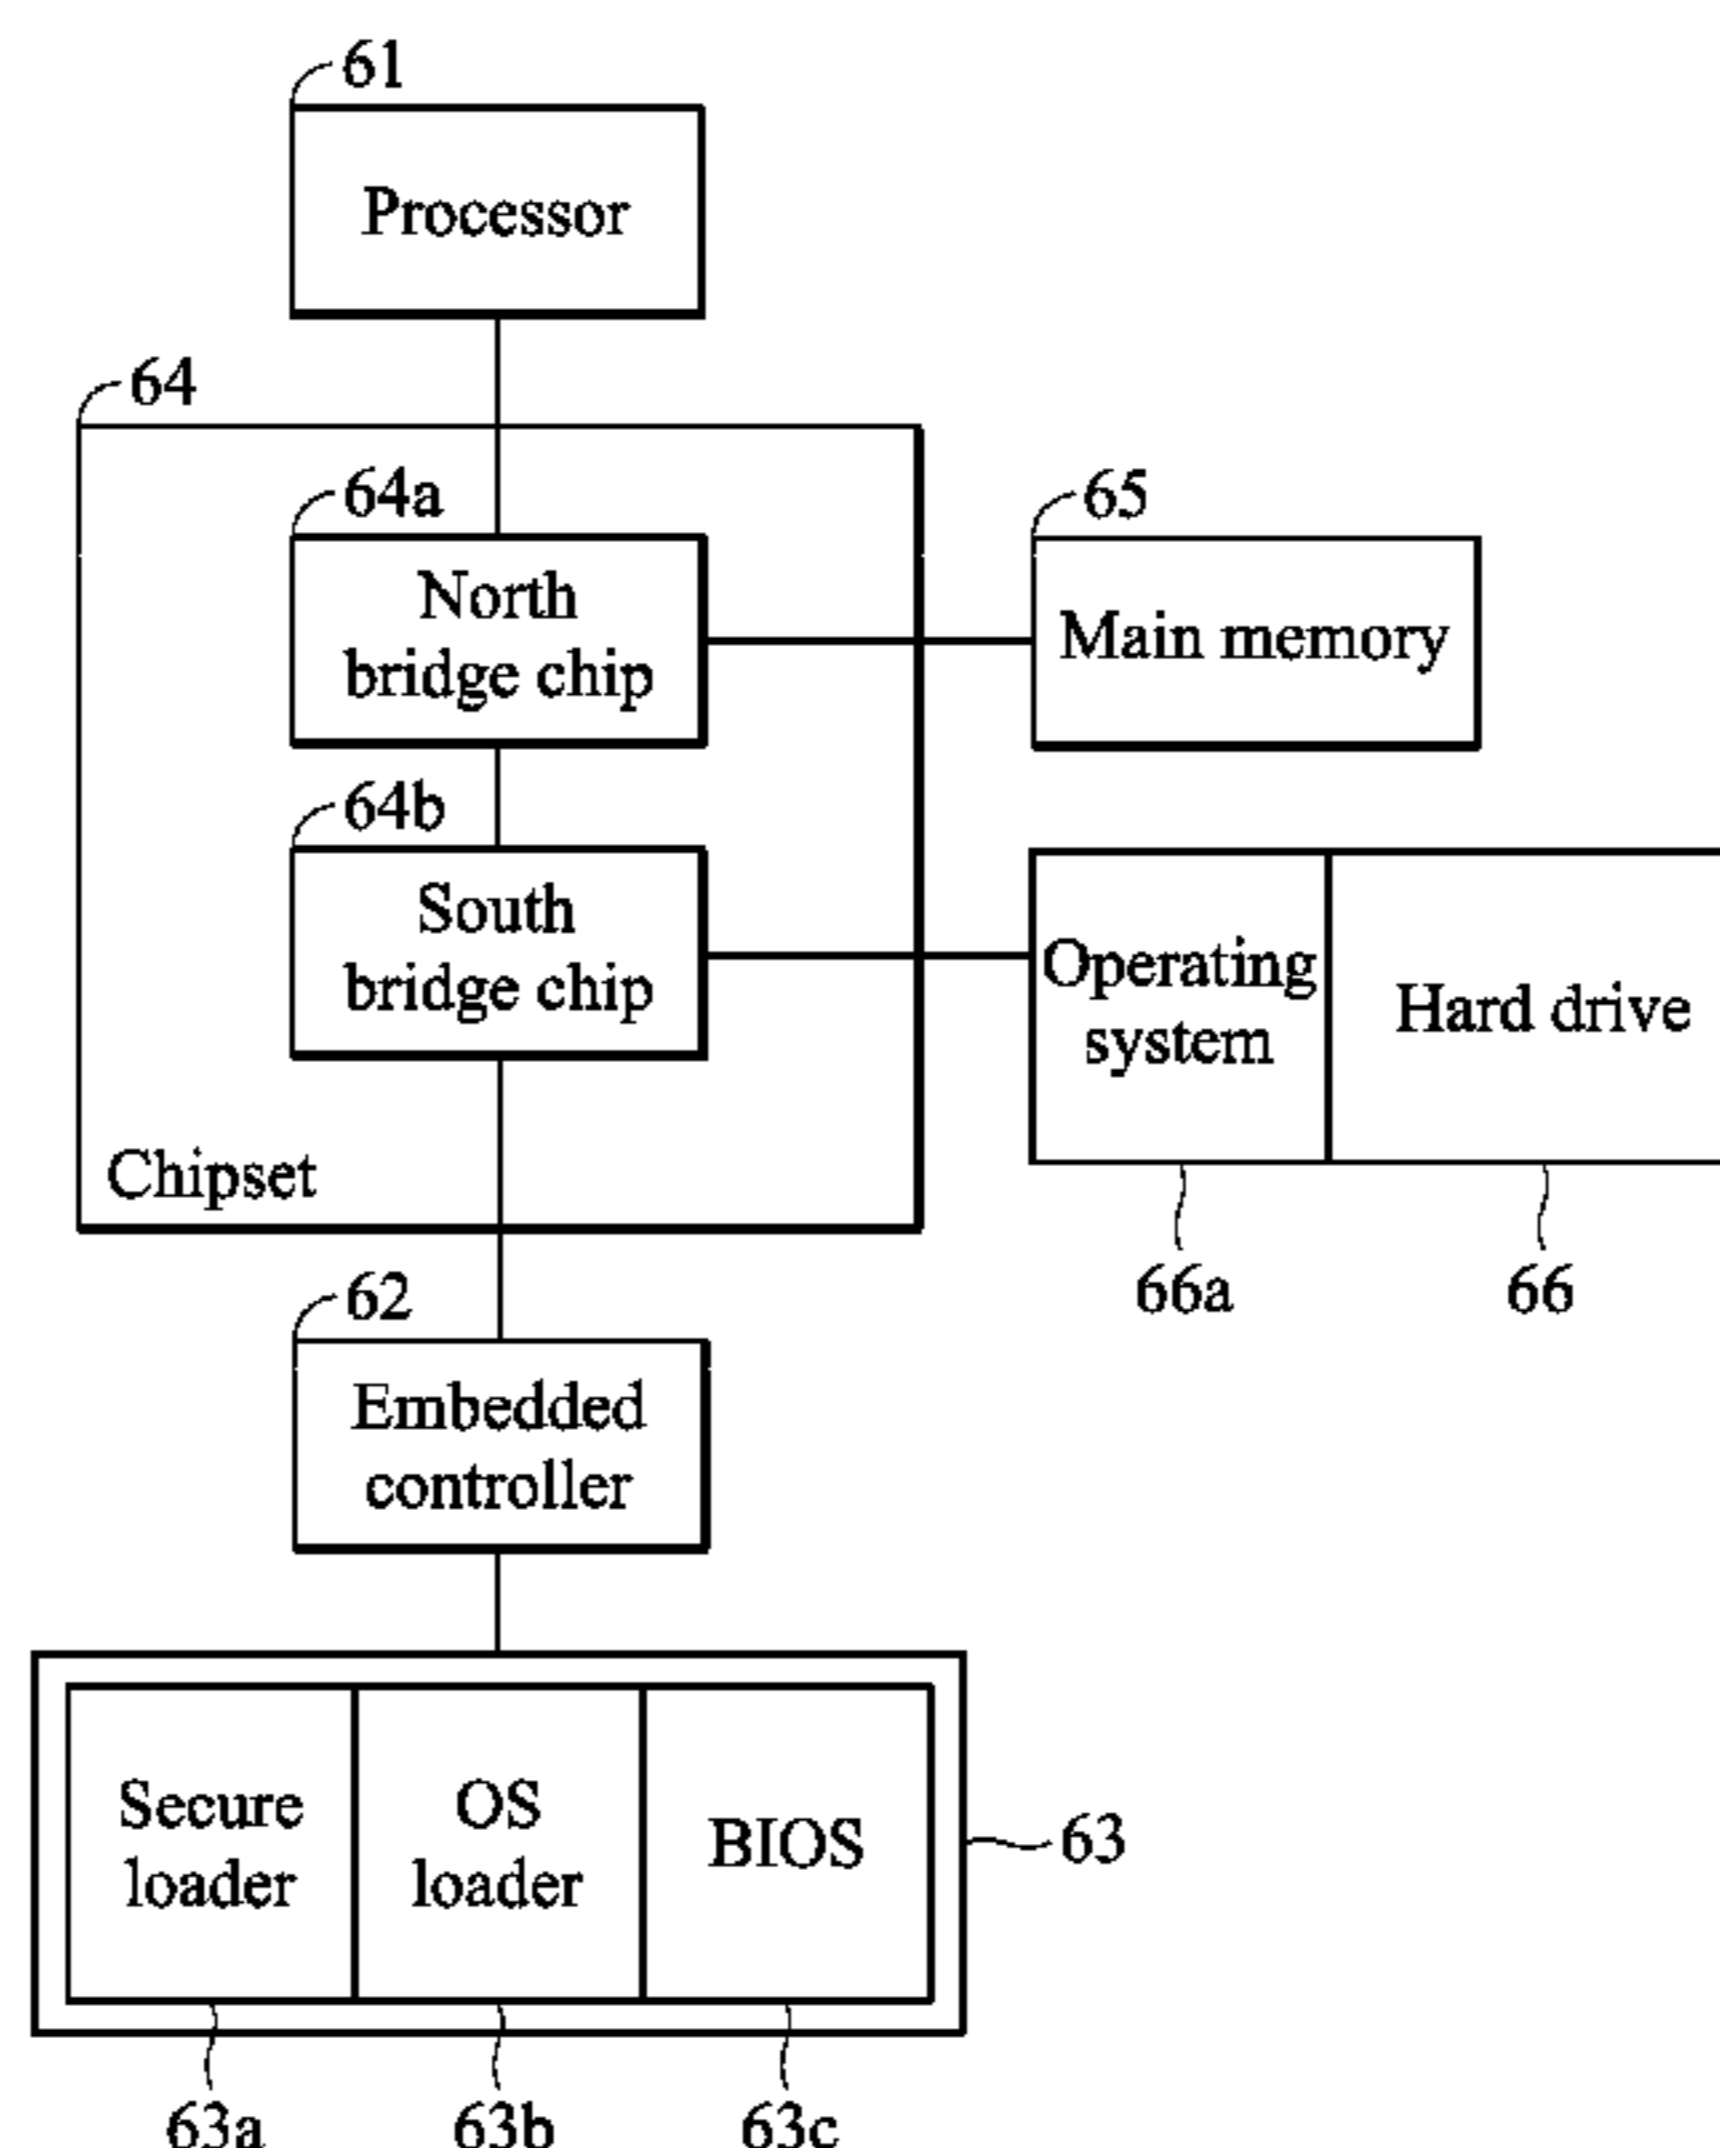 61
Processor
64
64a
North
bridge chip
65
Main memory
64b
South
bridge chip
Operating
system
Hard drive
Chipset
66a
66
62
Embedded
controller
Secure
loader
OS
loader
BIOS
63
63a
63b
63c